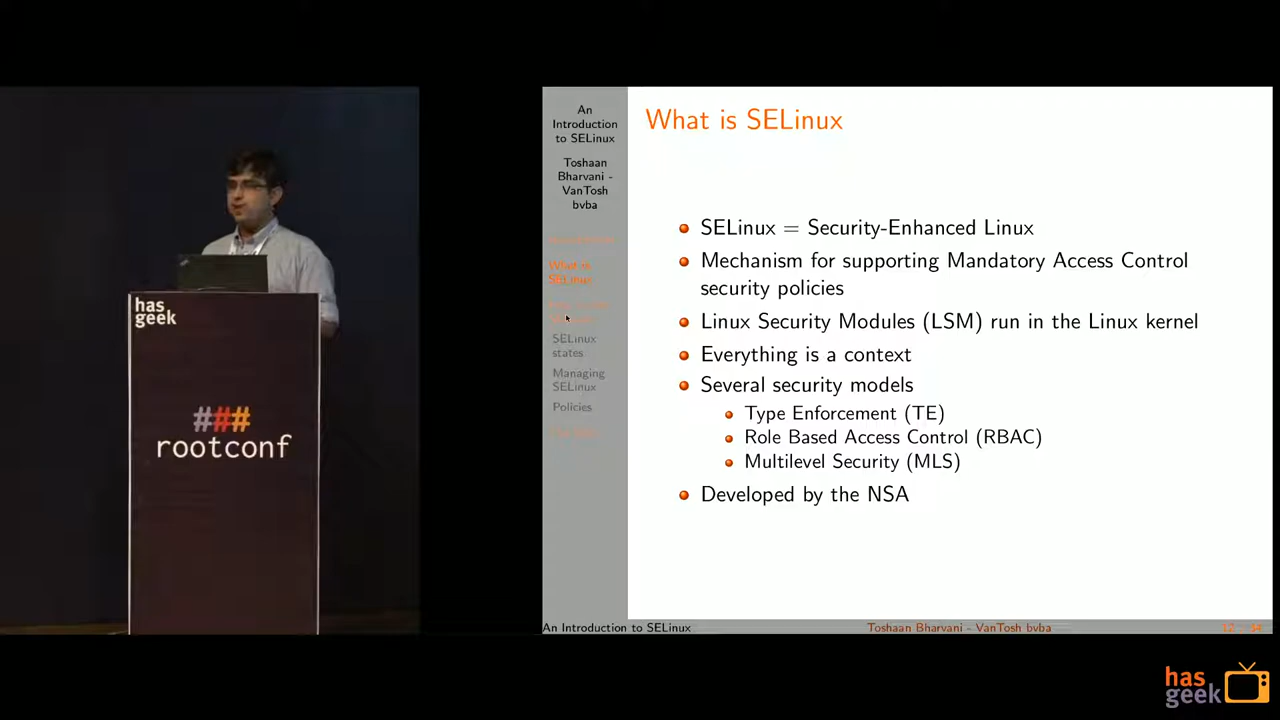 has
geek
###
rootconf
An
Introduction
to SELinux
Toshaan
Bharvani -
VanTosh
bvba
What is
SELinux
SELinux
states
Managing
SELinux
Policies
What is SELinux
SELinux = Security-Enhanced Linux
Mechanism for supporting Mandatory Access Control
security policies
Linux Security Modules (LSM) run in the Linux kernel
Everything is a context
Several security models
Type Enforcement (TE)
Role Based Access Control (RBAC)
Multilevel Security (MLS)
Developed by the NSA
An Introduction to SELinux
Toshaan Bharvani - VanTosh bvba
has
geek